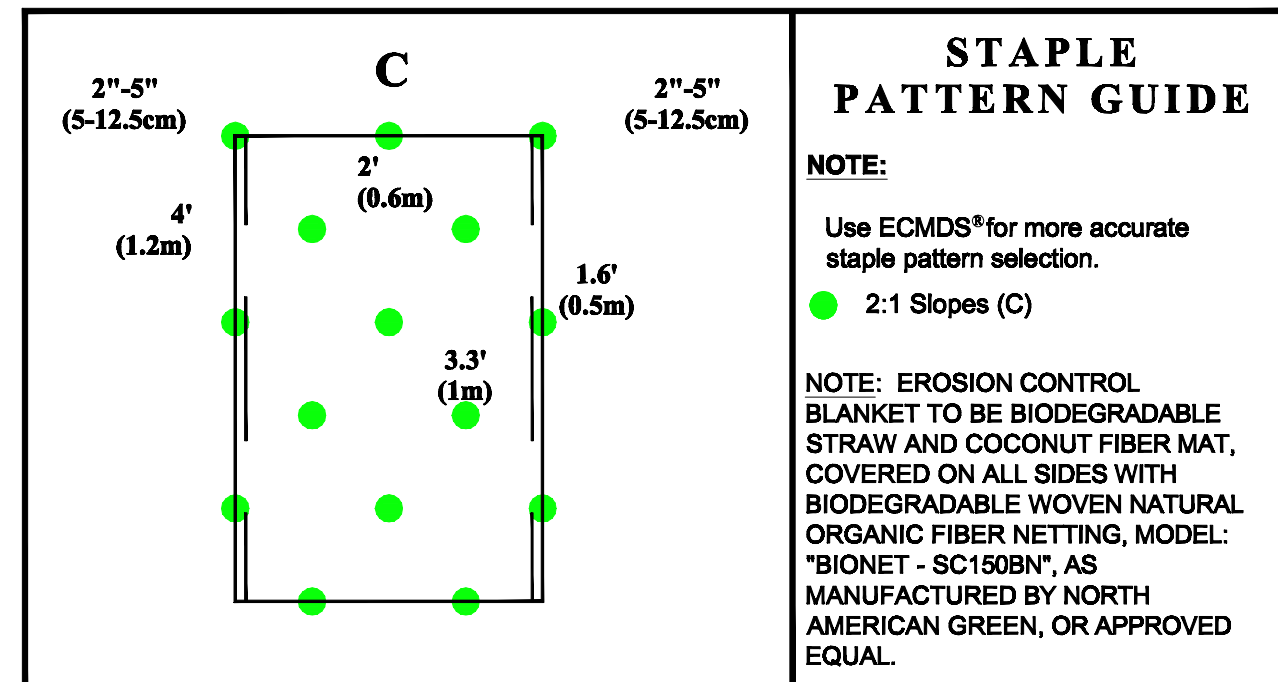 C
2"-5"
(5-12.5cm)
2"-5"
(5-12.5cm)
2'
(0.6m)
4'
(1.2m)
1.6'
(0.5m)
3.3'
(1m)
STAPLE
PATTERN GUIDE
NOTE:
Use ECMDS® for more accurate
staple pattern selection.
2:1 Slopes (C)
NOTE: EROSION CONTROL
BLANKET TO BE BIODEGRADABLE
STRAW AND COCONUT FIBER MAT,
COVERED ON ALL SIDES WITH
BIODEGRADABLE WOVEN NATURAL
ORGANIC FIBER NETTING, MODEL:
"BIONET - SC150BN", AS
MANUFACTURED BY NORTH
AMERICAN GREEN, OR APPROVED
EQUAL.